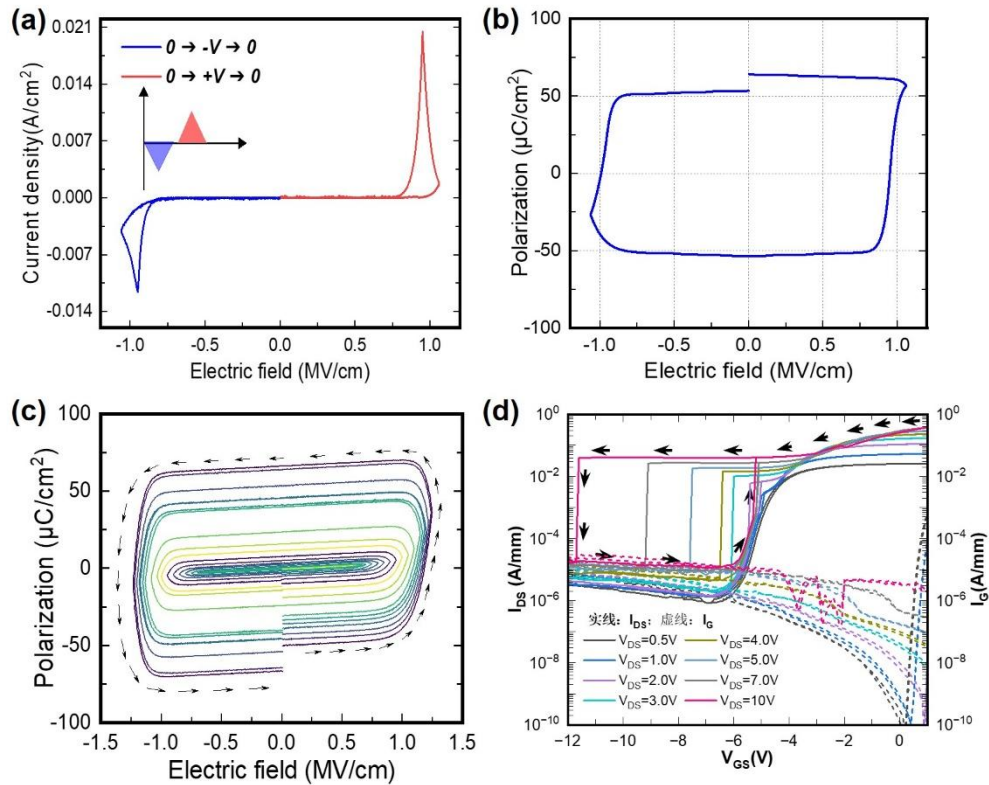 (a)
0.021
0.014
0.007
0.000
-0.007
-0.014
Current density(A/cm²)
0 → -V → 0
0 → +V → 0
-1.0 -0.5 0.0 0.5 1.0
Electric field (MV/cm)
(b)
100
50
0
-50
-100
Polarization (μC/cm²)
-1.0 -0.5 0.0 0.5 1.0
Electric field (MV/cm)
(c)
100
50
0
-50
-100
Polarization (μC/cm²)
-1.5 -1.0 -0.5 0.0 0.5 1.0 1.5
Electric field (MV/cm)
(d)
10⁰
10⁻²
10⁻⁴
10⁻⁶
10⁻⁸
10⁻¹⁰
I_DS (A/mm)
实线：I_DS；虚线：I_G
V_DS=0.5V V_DS=4.0V
V_DS=1.0V V_DS=5.0V
V_DS=2.0V V_DS=7.0V
V_DS=3.0V V_DS=10V
10⁰
10⁻²
10⁻⁴
10⁻⁶
10⁻⁸
10⁻¹⁰
I_G(A/mm)
-12 -10 -8 -6 -4 -2 0
V_GS(V)